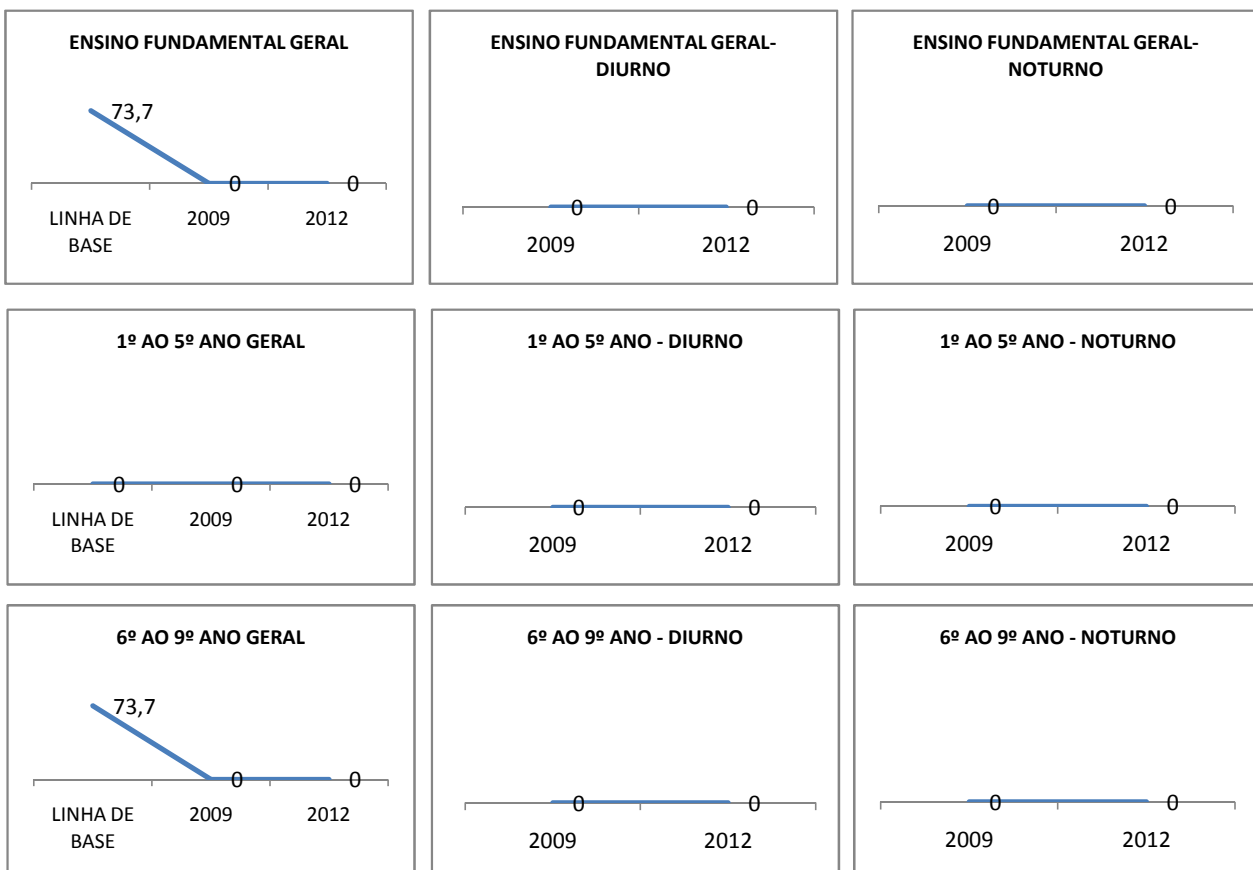 ENSINO FUNDAMENTAL GERAL
73,7
0
0
LINHA DE
BASE
2009
2012
ENSINO FUNDAMENTAL GERAL-
DIURNO
0
0
2009
2012
ENSINO FUNDAMENTAL GERAL-
NOTURNO
0
0
2009
2012
1º AO 5º ANO GERAL
0
0
0
LINHA DE
BASE
2009
2012
1º AO 5º ANO - DIURNO
0
0
2009
2012
1º AO 5º ANO - NOTURNO
0
0
2009
2012
6º AO 9º ANO GERAL
73,7
0
0
LINHA DE
BASE
2009
2012
6º AO 9º ANO - DIURNO
0
0
2009
2012
6º AO 9º ANO - NOTURNO
0
0
2009
2012